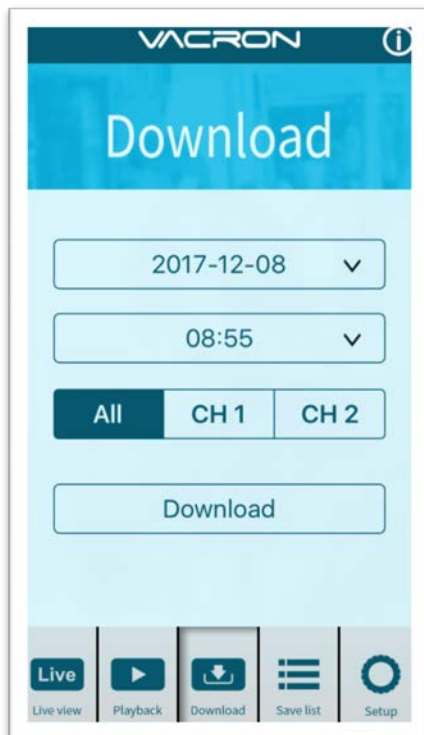 VACRON
Download
2017-12-08
08:55
All CH 1 CH 2
Download
Live
Live view Playback Download Save list Setup